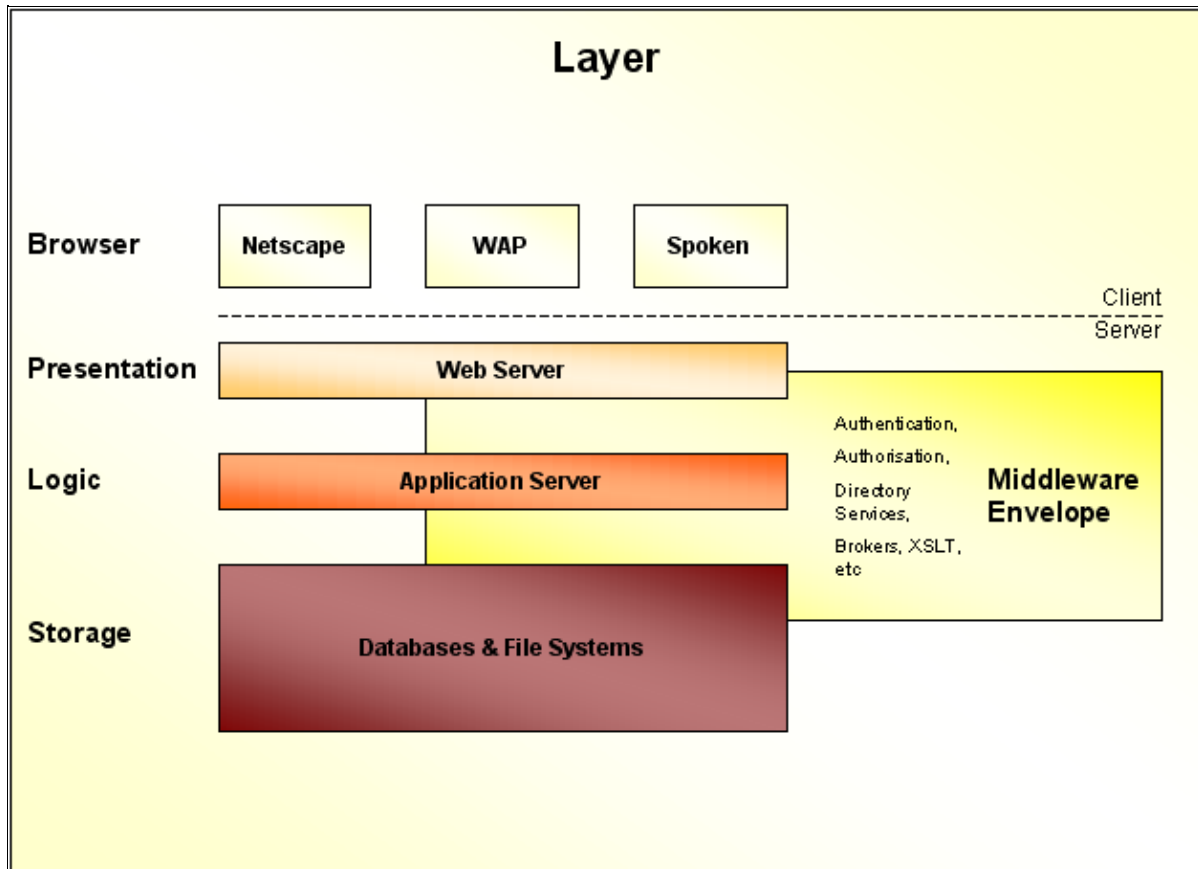 Layer
Browser
Netscape
WAP
Spoken
Client
Server
Presentation
Web Server
Logic
Application Server
Authentication,
Authorisation,
Directory
Services,
Brokers, XSLT,
etc
Middleware
Envelope
Storage
Databases & File Systems